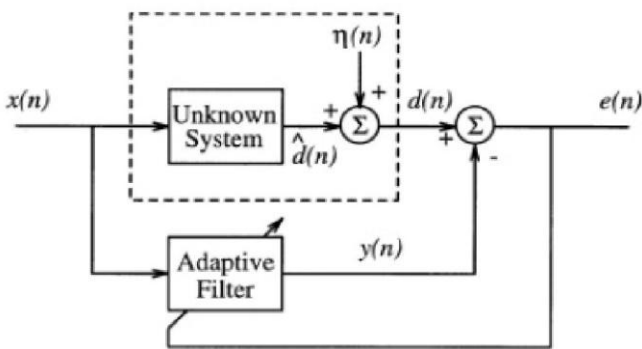 η(n)
x(n)
+
d(n)
e(n)
Unknown
System
+
Σ
+
Σ
d̂(n)
-
Adaptive
Filter
y(n)